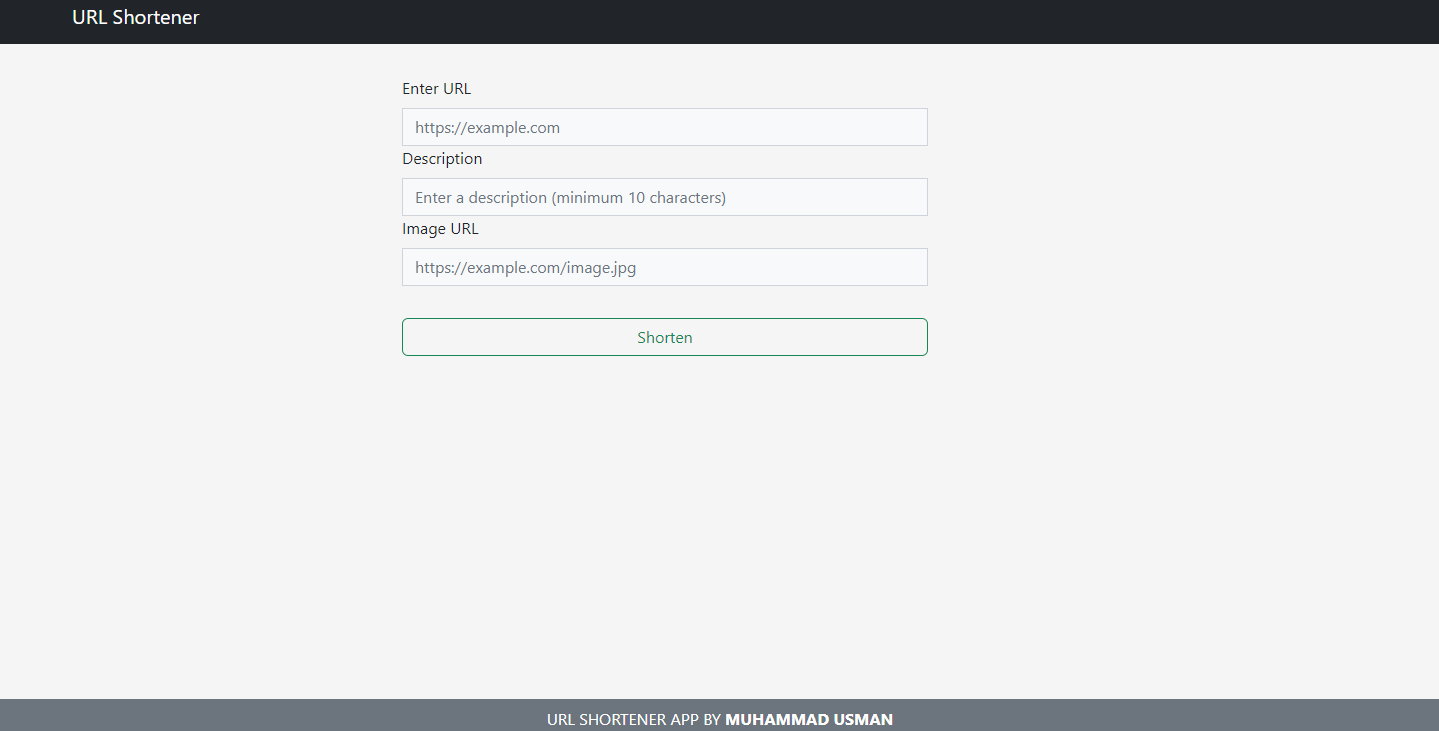 URL Shortener
Enter URL
https://example.com
Description
Enter a description (minimum 10 characters)
Image URL
https://example.com/image.jpg
Shorten
URL SHORTENER APP BY MUHAMMAD USMAN